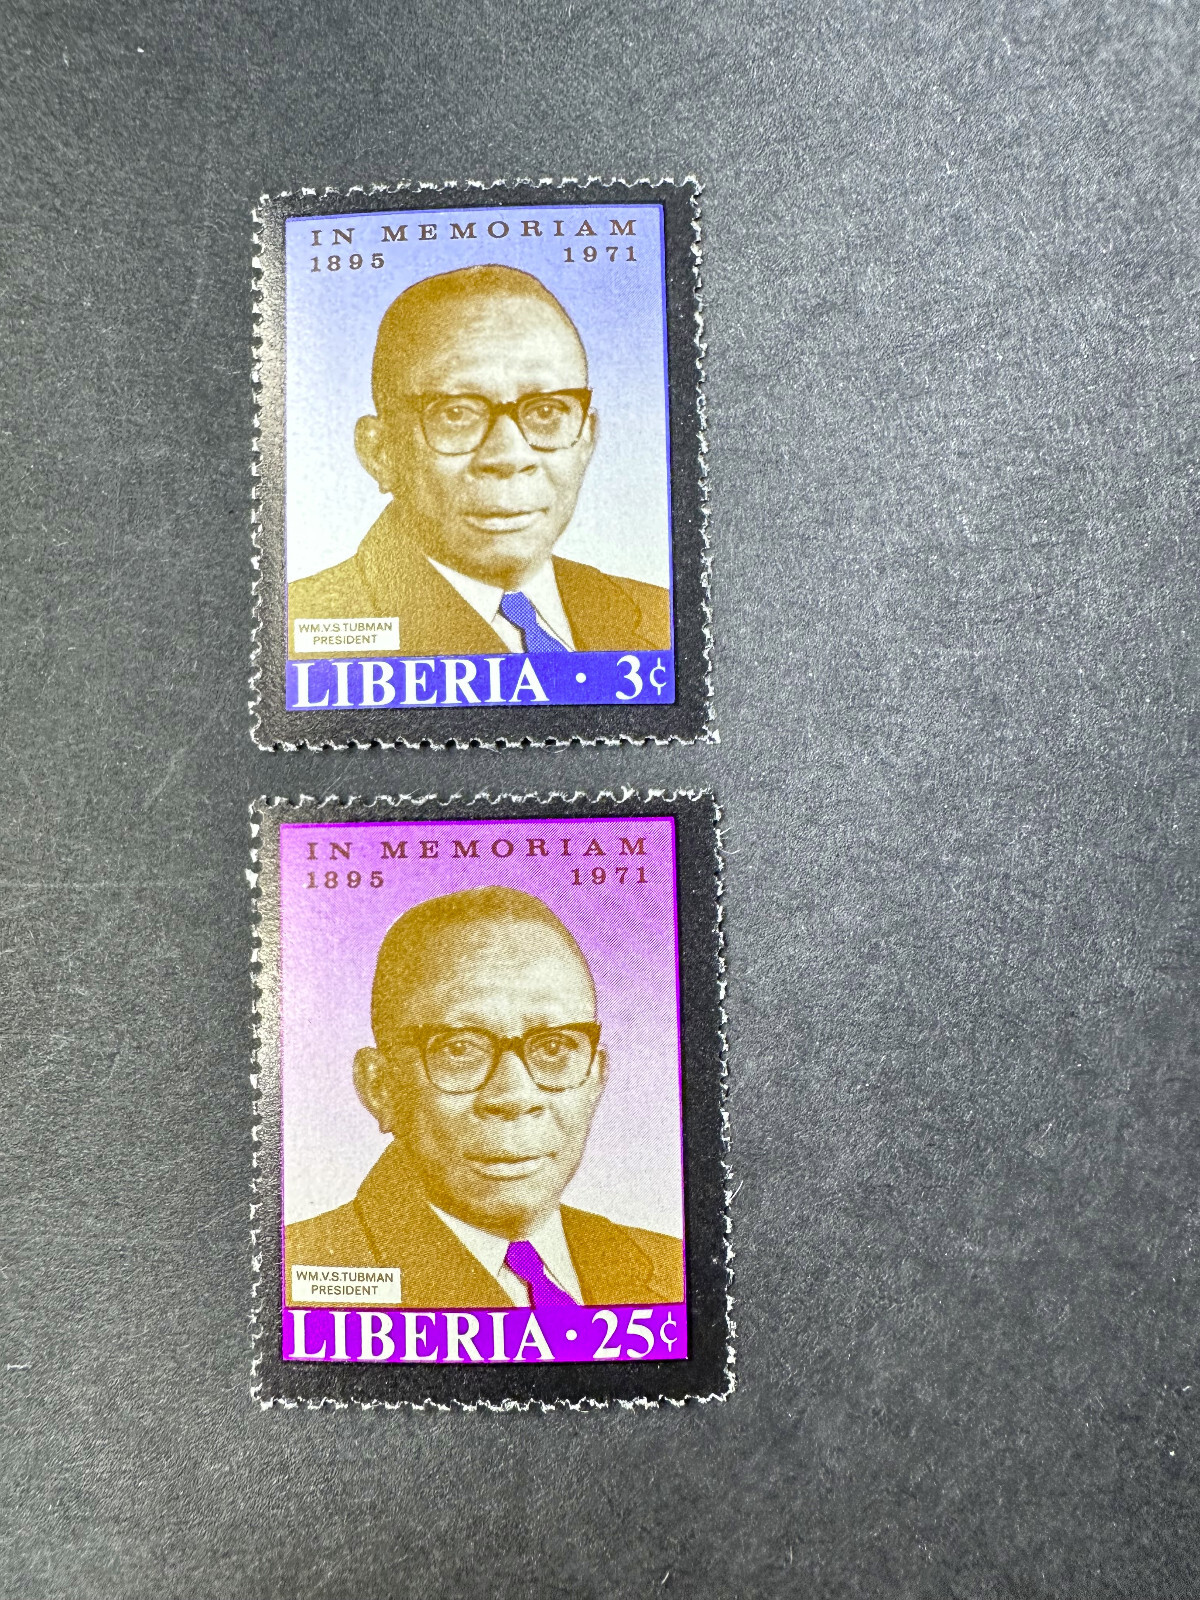 IN MEMORIAM
1895 1971
WM.V.S.TUBMAN
PRESIDENT
LIBERIA · 3¢
IN MEMORIAM
1895 1971
WM.V.S.TUBMAN
PRESIDENT
LIBERIA · 25¢